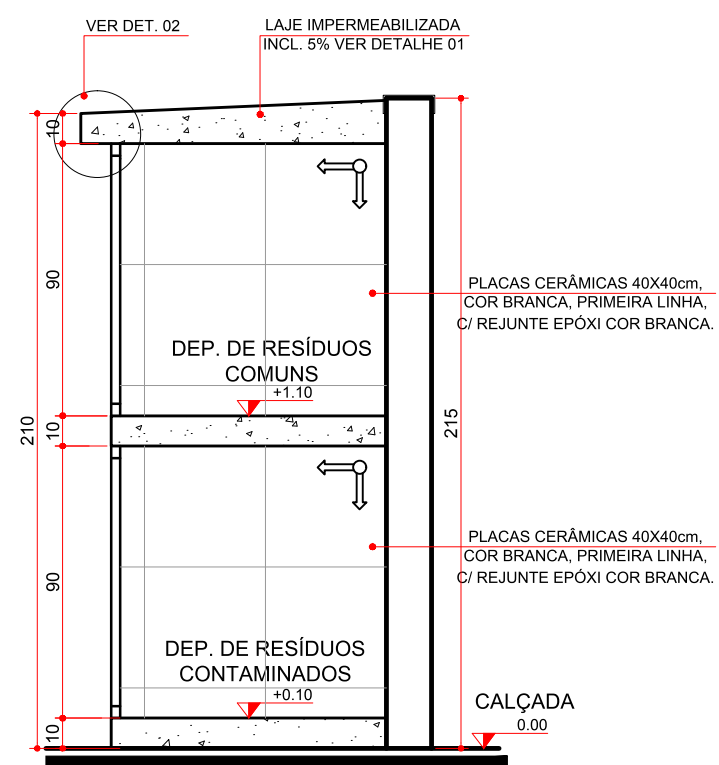 VER DET. 02
LAJE IMPERMEABILIZADA
INCL. 5% VER DETALHE 01
10
90
PLACAS CERÂMICAS 40X40cm,
COR BRANCA, PRIMEIRA LINHA,
C/ REJUNTE EPÓXI COR BRANCA.
DEP. DE RESÍDUOS
COMUNS
+1.10
210
10
215
PLACAS CERÂMICAS 40X40cm,
COR BRANCA, PRIMEIRA LINHA,
C/ REJUNTE EPÓXI COR BRANCA.
90
DEP. DE RESÍDUOS
CONTAMINADOS
+0.10
CALÇADA
0.00
10